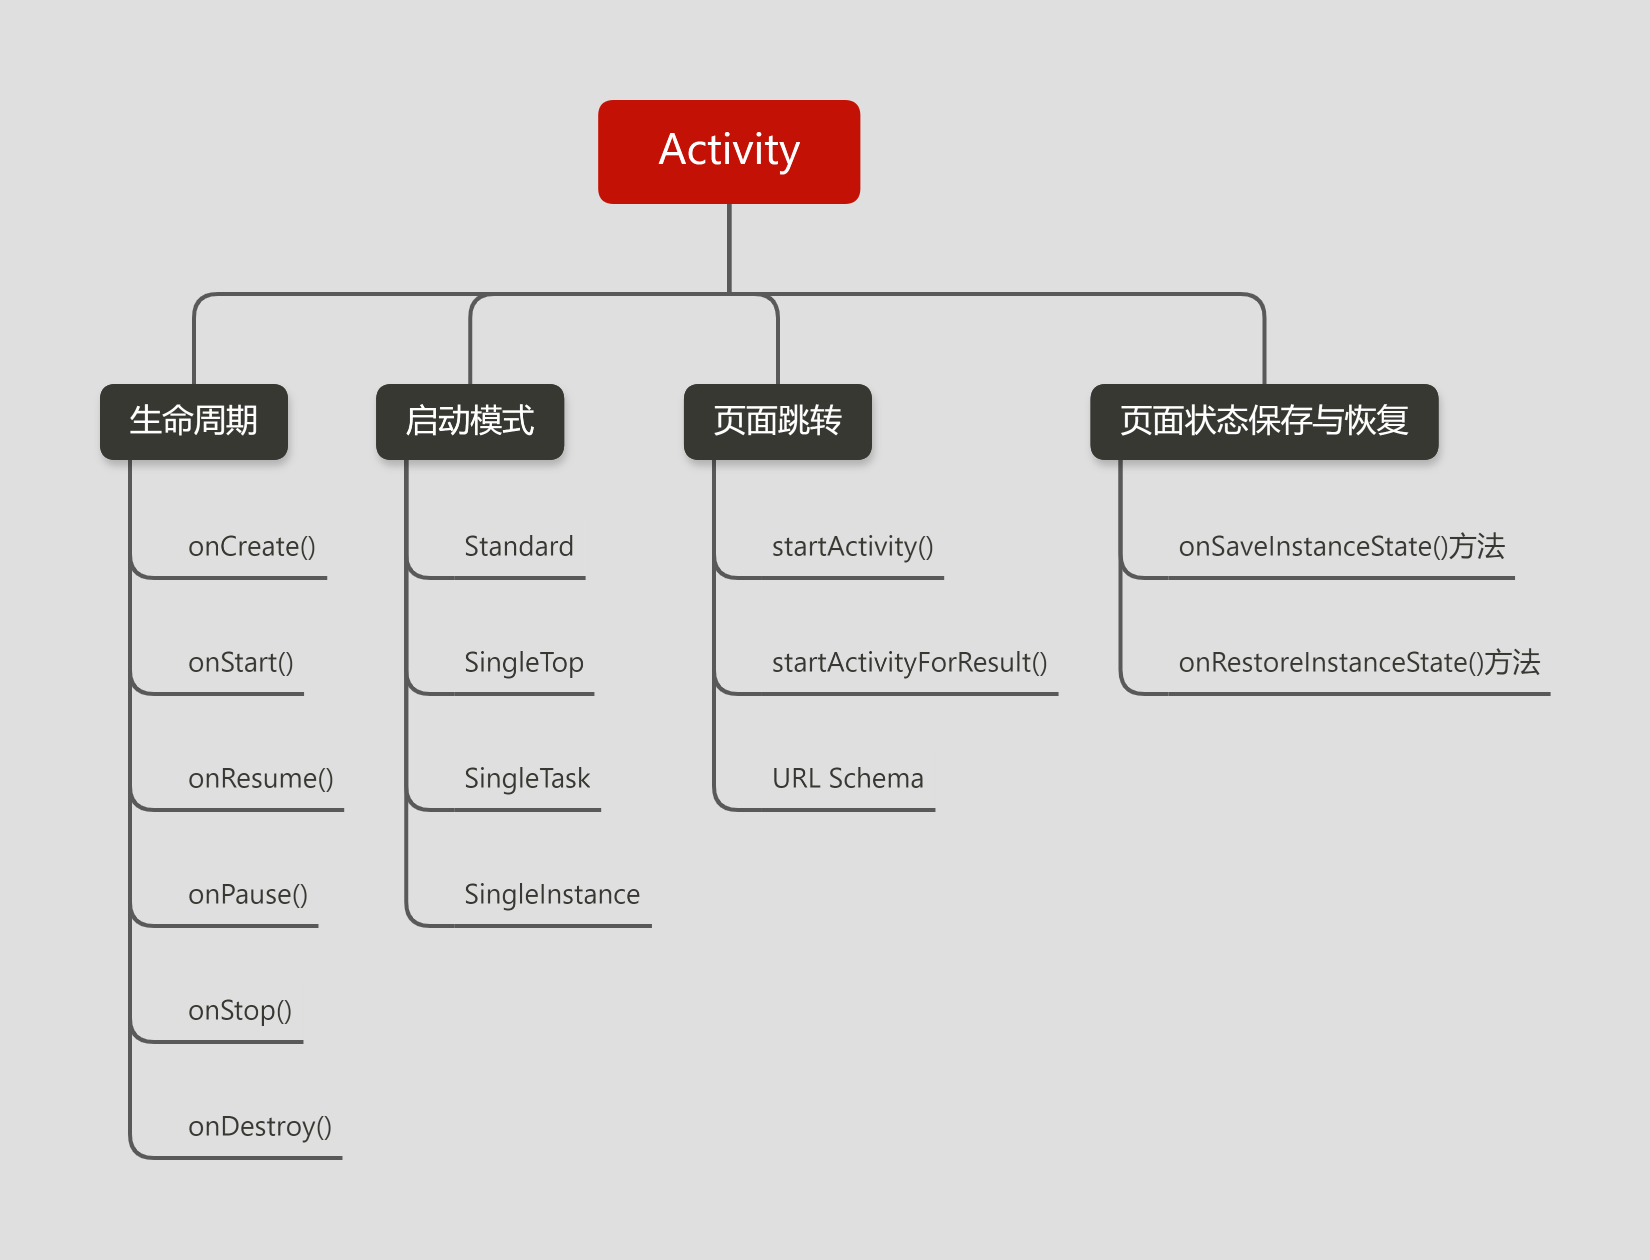 Activity
生命周期
onCreate()
onStart()
onResume()
onPause()
onStop()
onDestroy()
启动模式
Standard
SingleTop
SingleTask
SingleInstance
页面跳转
startActivity()
startActivityForResult()
URL Schema
页面状态保存与恢复
onSaveInstanceState()方法
onRestoreInstanceState()方法